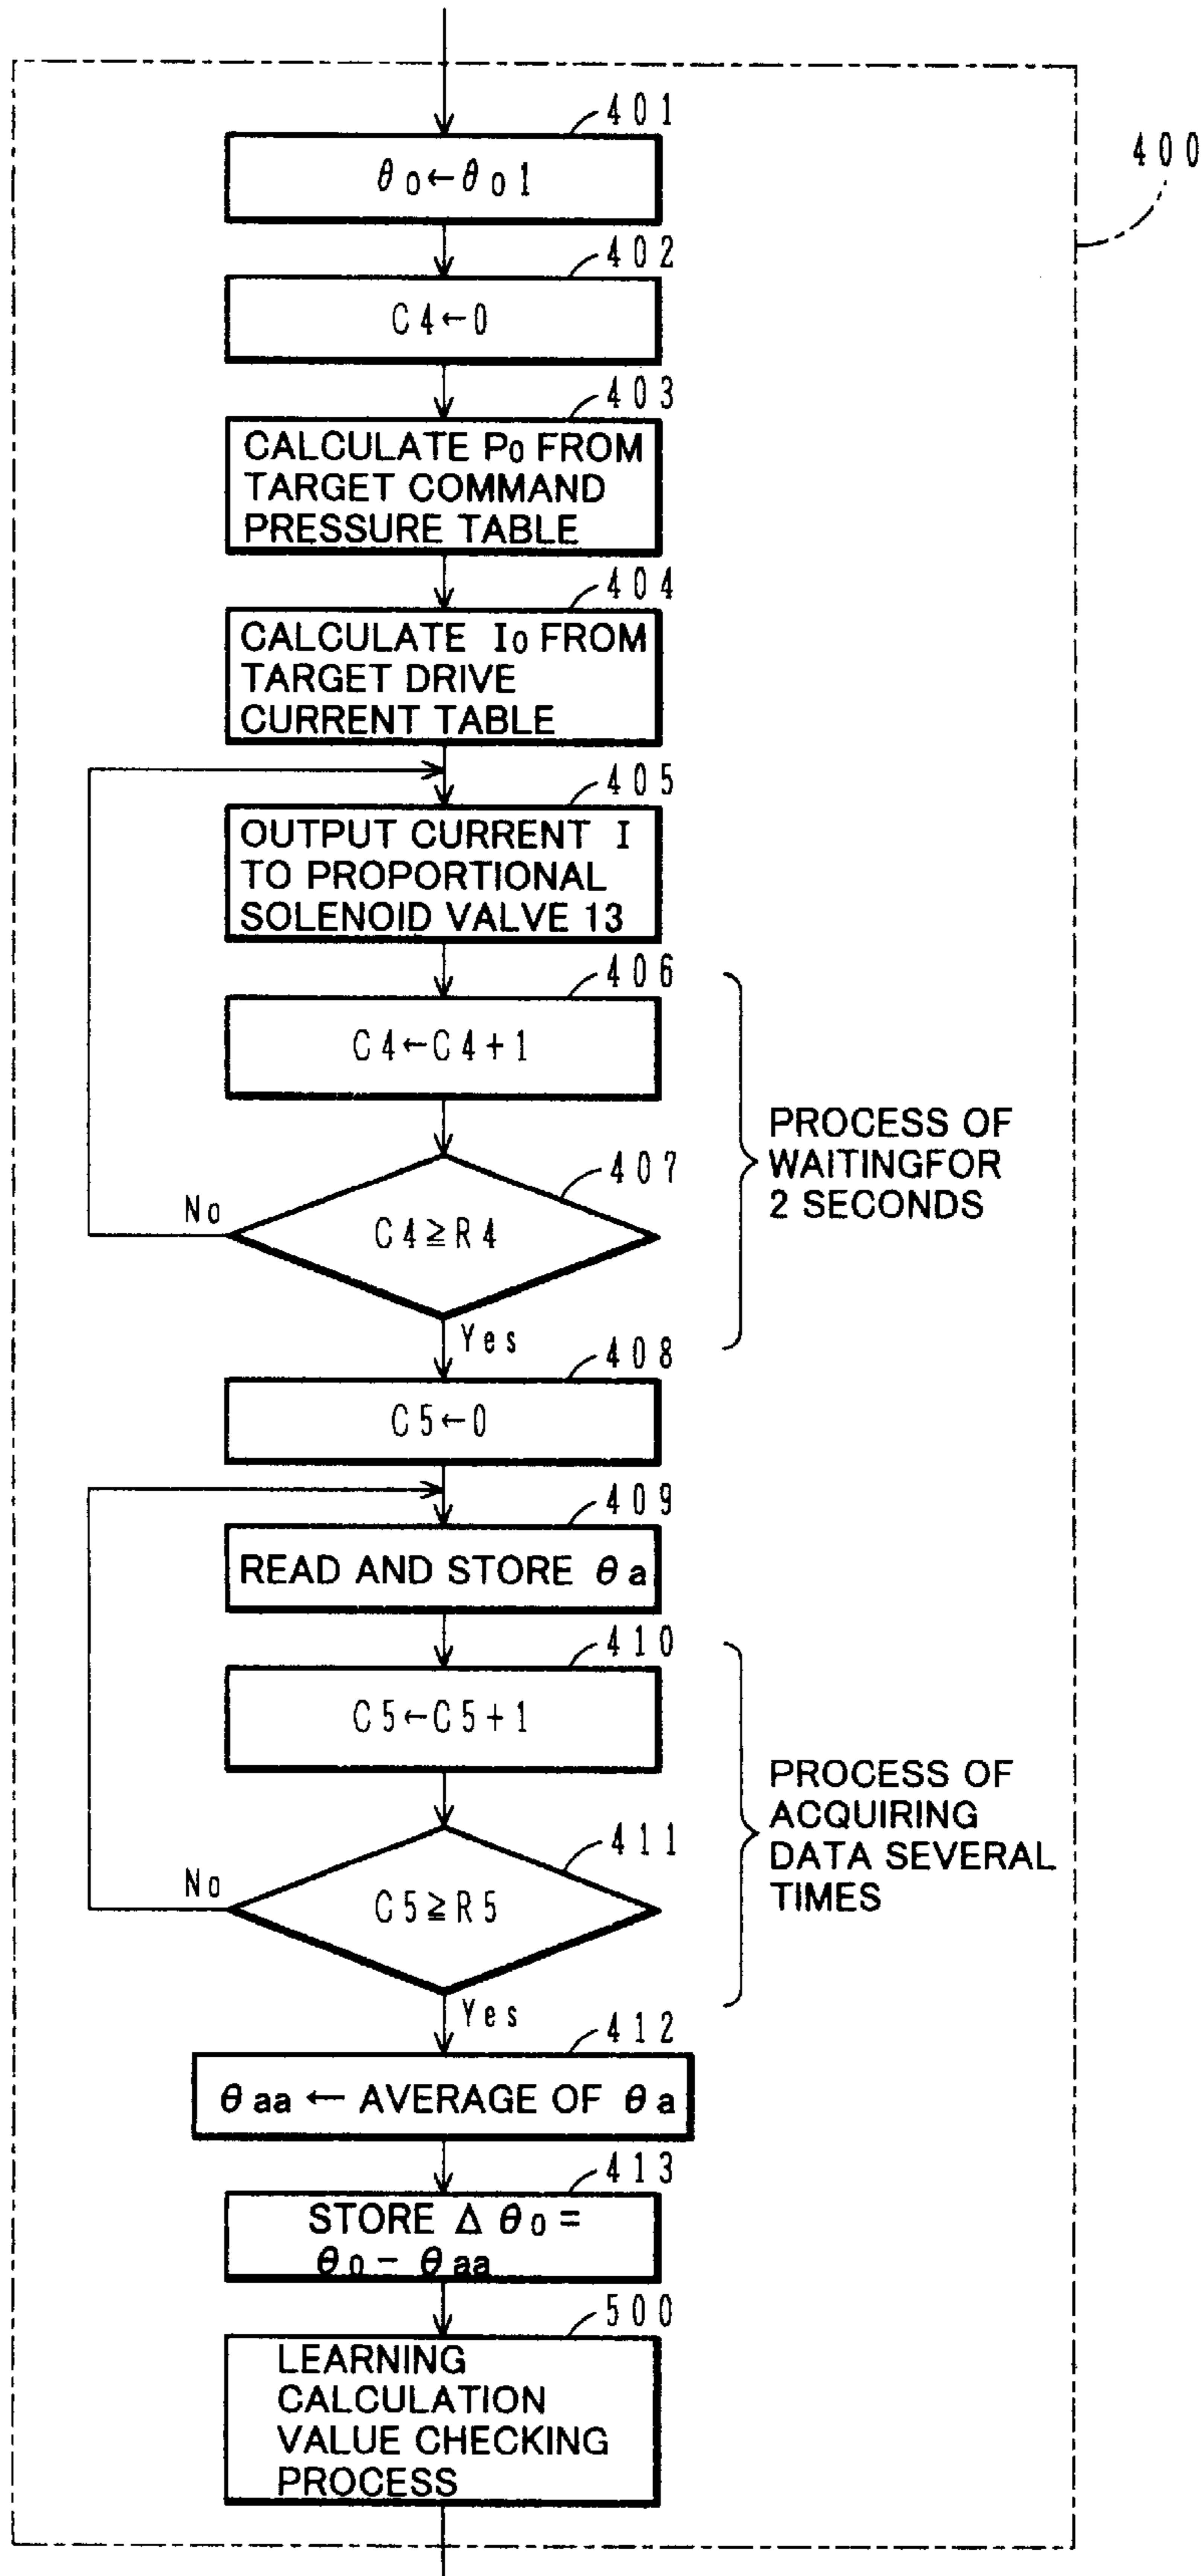 401
400
θ0←θ01
402
C4←0
403
CALCULATE P0 FROM
TARGET COMMAND
PRESSURE TABLE
404
CALCULATE I0 FROM
TARGET DRIVE
CURRENT TABLE
405
OUTPUT CURRENT I
TO PROPORTIONAL
SOLENOID VALVE 13
406
C4←C4+1
PROCESS OF
WAITINGFOR
2 SECONDS
407
No
C4≧R4
Yes
408
C5←0
409
READ AND STORE θa
410
C5←C5+1
PROCESS OF
ACQUIRING
DATA SEVERAL
TIMES
411
No
C5≧R5
Yes
412
θaa ← AVERAGE OF θa
413
STORE Δθ0 =
θ0 - θaa
500
LEARNING
CALCULATION
VALUE CHECKING
PROCESS